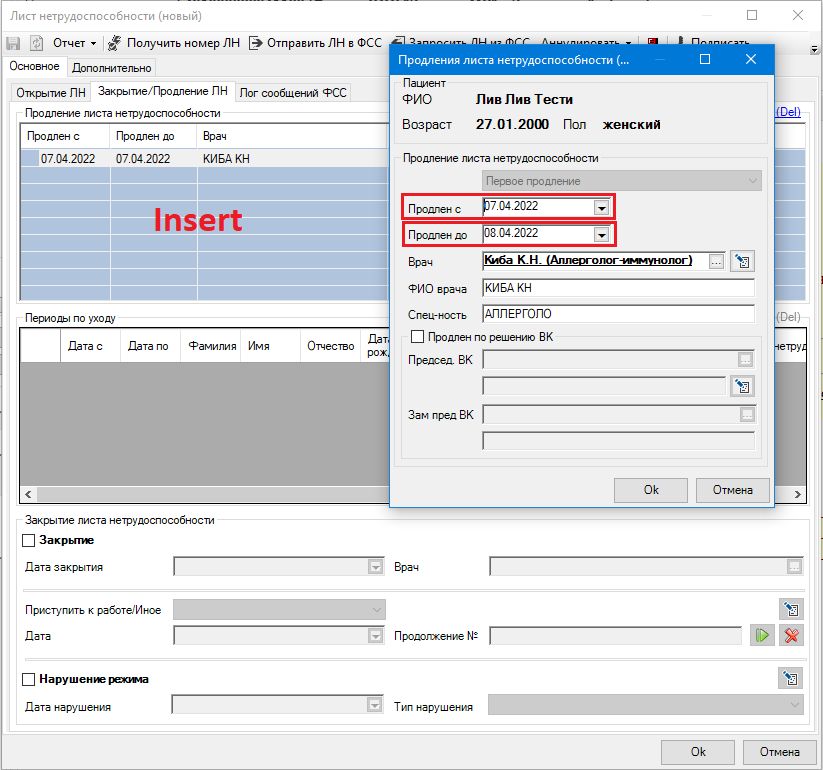 Лист нетрудоспособности (новый)
Отчет Получить номер ЛН Отправить ЛН в ФСС Запросить ЛН из ФСС Аннулировать Подписать
Основное Дополнительно
Открытие ЛН Закрытие/Продление ЛН Лог сообщений ФСС
Продление листа нетрудоспособности (Del)
Продлен с Продлен до Врач
07.04.2022 07.04.2022 КИБА КН
Insert
Периоды по уходу (Del)
Дата с Дата по Фамилия Имя Отчество
Закрытие листа нетрудоспособности
Закрытие
Дата закрытия Врач
Приступить к работе/Иное
Дата Продолжение №
Нарушение режима
Дата нарушения Тип нарушения
Ok Отмена
Продления листа нетрудоспособности (...
Пациент
ФИО Лив Лив Тести
Возраст 27.01.2000 Пол женский
Продление листа нетрудоспособности
Первое продление
Продлен с 07.04.2022
Продлен до 08.04.2022
Врач Киба К.Н. (Аллерголог-иммунолог) ...
ФИО врача КИБА КН
Спец-ность АЛЛЕРГОЛО
Продлен по решению ВК
Председ. ВК
Зам пред ВК
Ok Отмена